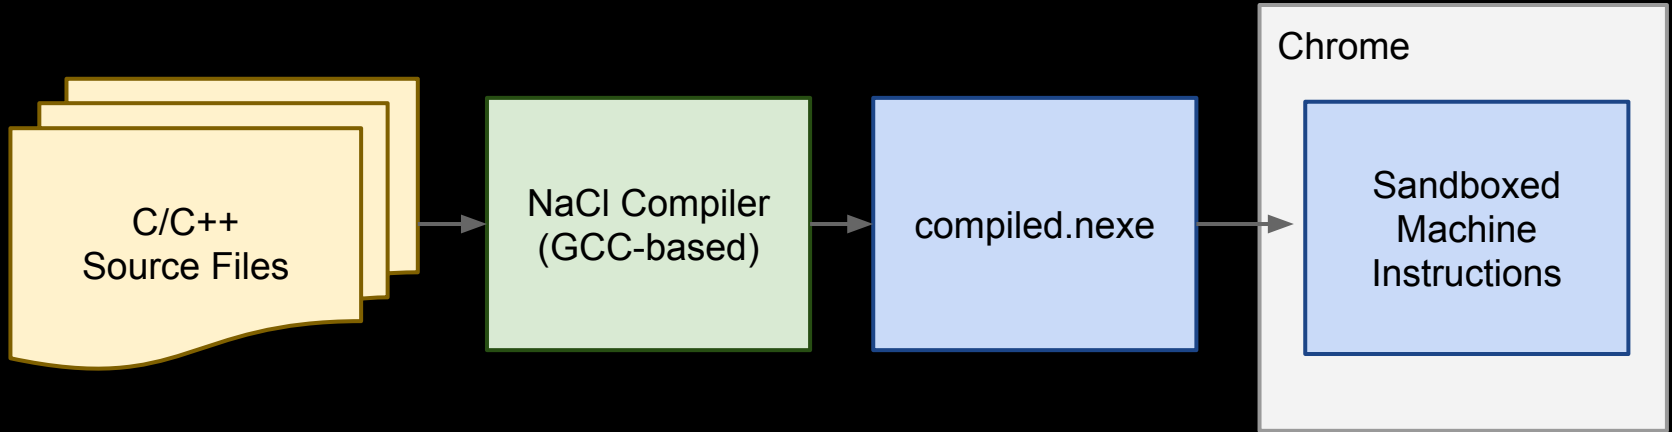 C/C++
Source Files
NaCl Compiler
(GCC-based)
compiled.nexe
Chrome
Sandboxed
Machine
Instructions